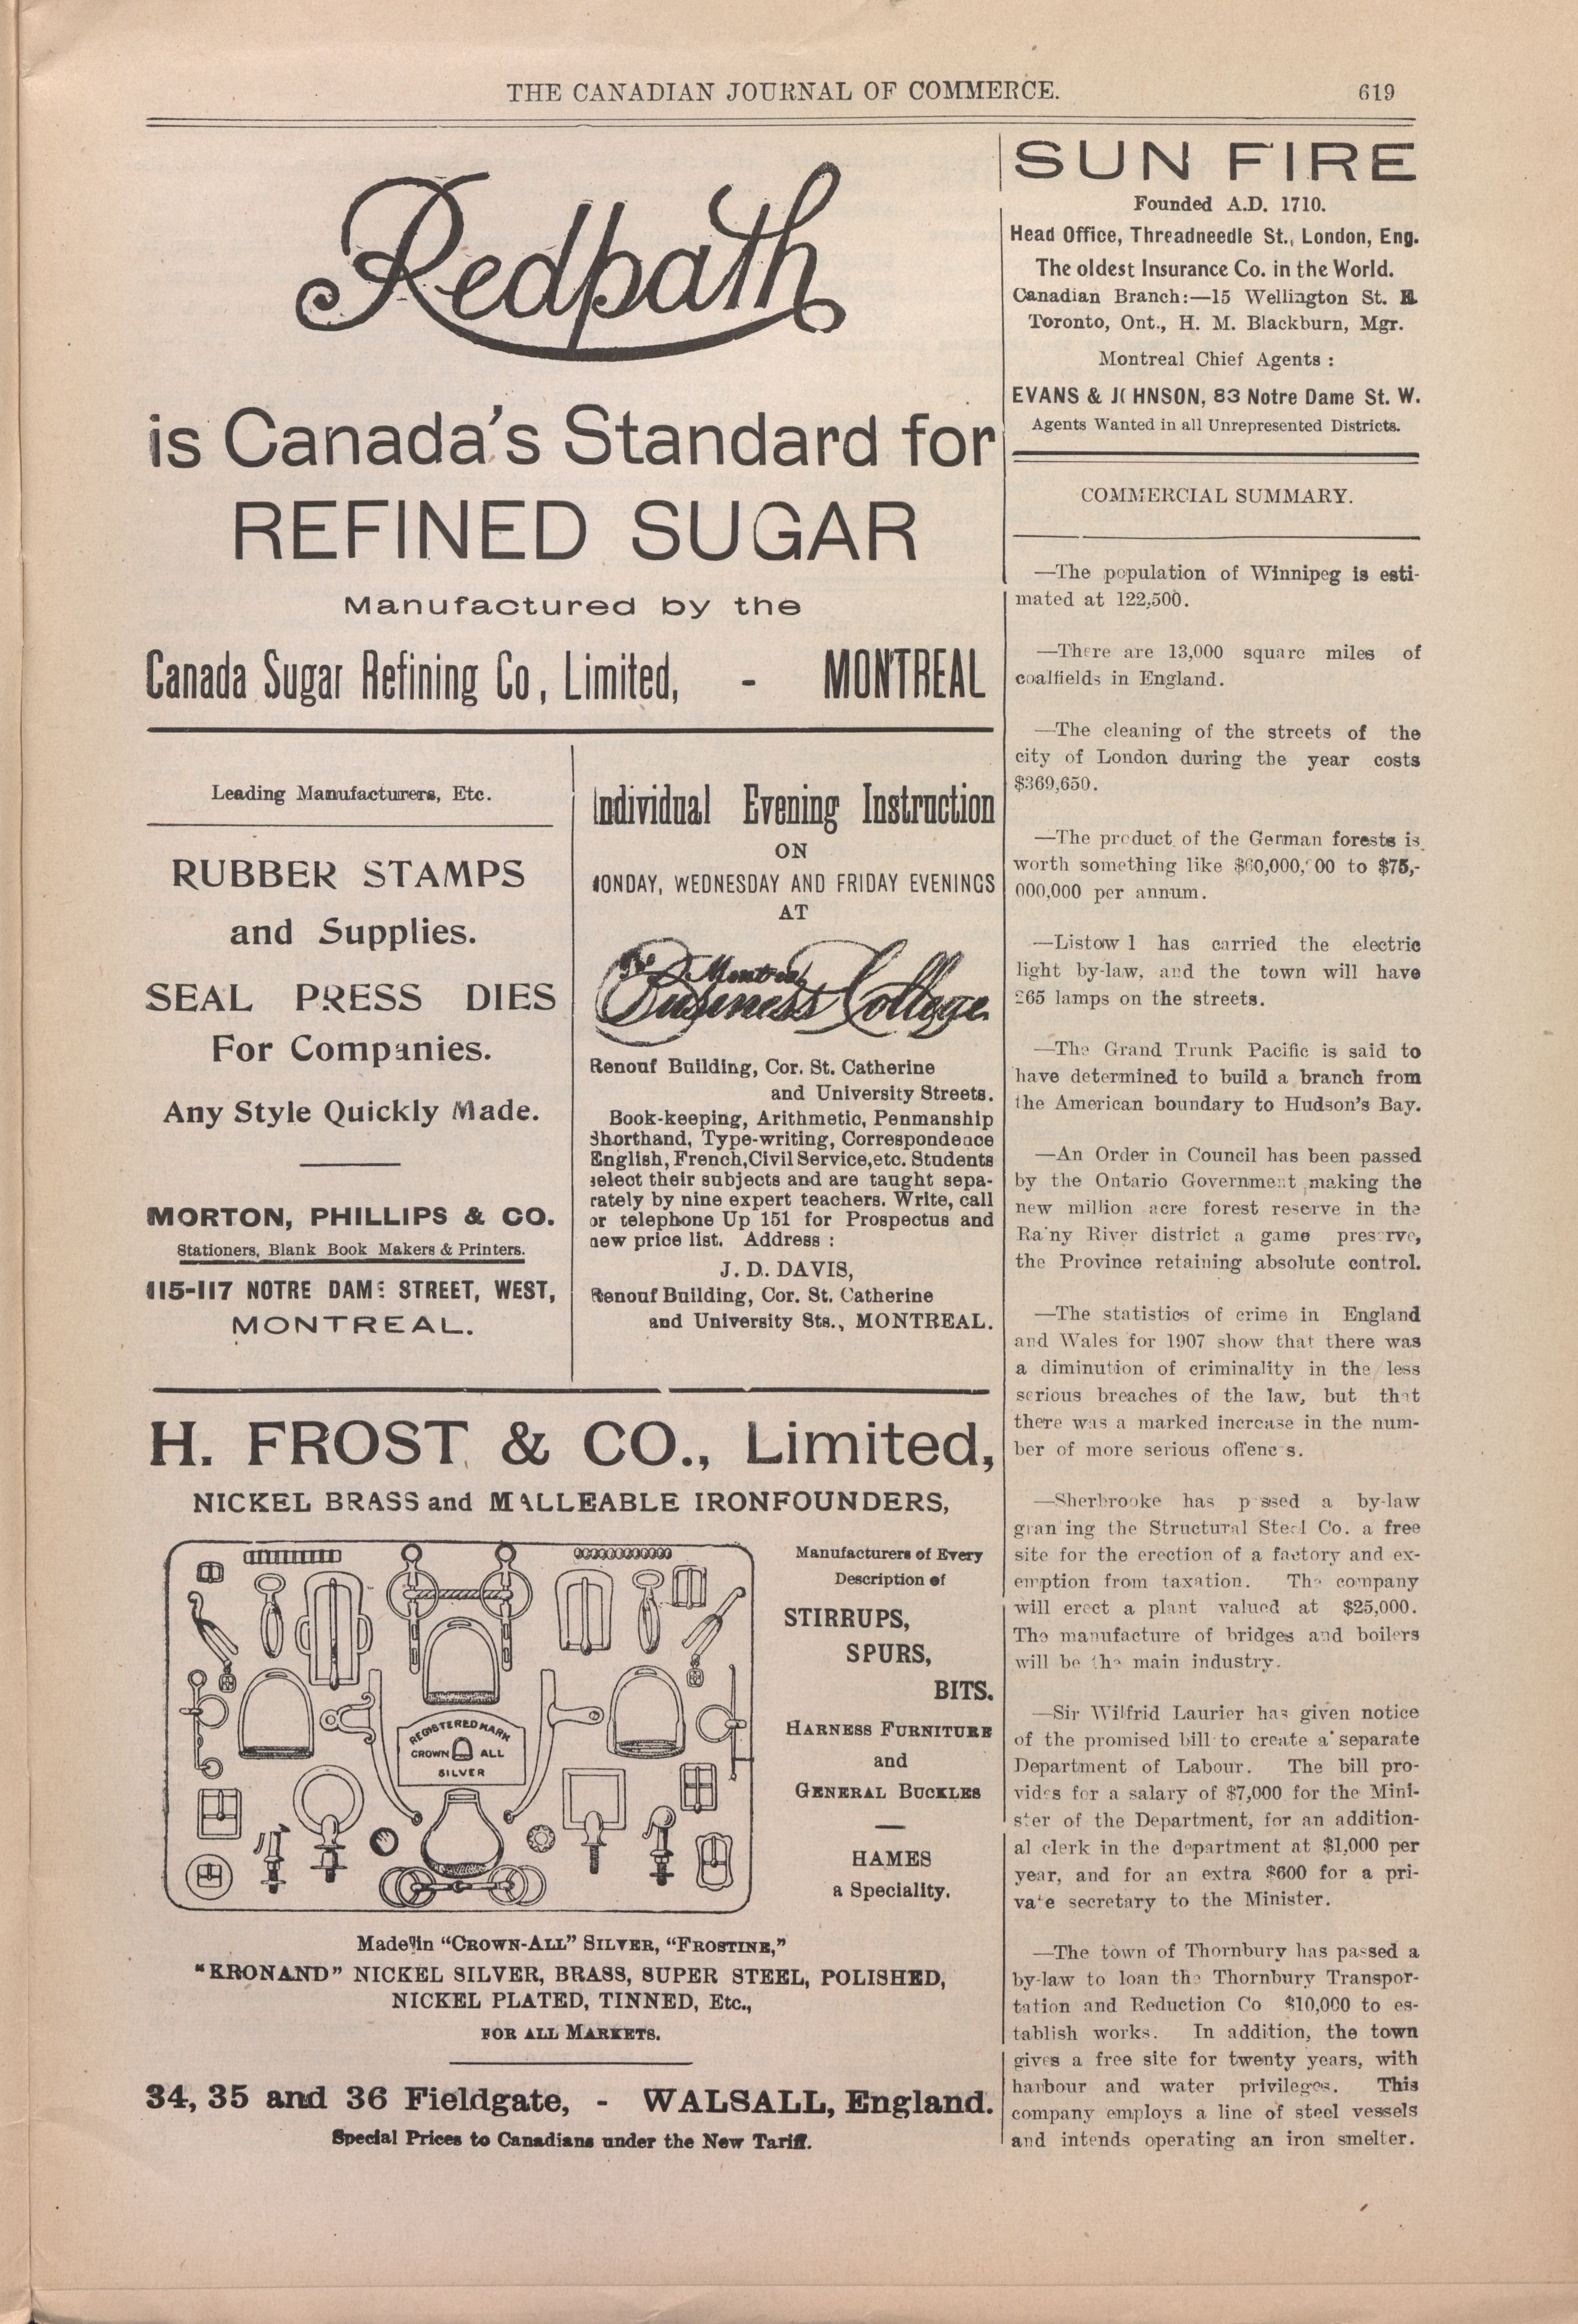 THE CANADIAN JOURNAL OF COMMERCE.
619
Redpath
is Canada's Standard for
REFINED SUGAR
Manufactured by the
Canada Sugar Refining Co, Limited, - MONTREAL
Leading Manufacturers, Etc.
RUBBER STAMPS
and Supplies.
SEAL PRESS DIES
For Companies.
Any Style Quickly Made.
MORTON, PHILLIPS & CO.
Stationers, Blank Book Makers & Printers.
115-117 NOTRE DAME STREET, WEST,
MONTREAL.
Individual Evening Instruction
ON
MONDAY, WEDNESDAY AND FRIDAY EVENINGS
AT
The Montreal
Business College
Renouf Building, Cor. St. Catherine
and University Streets.
Book-keeping, Arithmetic, Penmanship
Shorthand, Type-writing, Correspondence
English, French, Civil Service, etc. Students
select their subjects and are taught sepa-
rately by nine expert teachers. Write, call
or telephone Up 151 for Prospectus and
new price list. Address :
J. D. DAVIS,
Renouf Building, Cor. St. Catherine
and University Sts., MONTREAL.
H. FROST & CO., Limited,
NICKEL BRASS and MALLEABLE IRONFOUNDERS,
REGISTERED MARK
CROWN ALL
SILVER
Manufacturers of Every
Description of
STIRRUPS,
SPURS,
BITS.
HARNESS FURNITURE
and
GENERAL BUCKLES
HAMES
a Speciality.
Made in "CROWN-ALL" SILVER, "FROSTINE,"
"KRONAND" NICKEL SILVER, BRASS, SUPER STEEL, POLISHED,
NICKEL PLATED, TINNED, Etc.,
FOR ALL MARKETS.
34, 35 and 36 Fieldgate, - WALSALL, England.
Special Prices to Canadians under the New Tariff.
SUN FIRE
Founded A.D. 1710.
Head Office, Threadneedle St., London, Eng.
The oldest Insurance Co. in the World.
Canadian Branch:—15 Wellington St. E.
Toronto, Ont., H. M. Blackburn, Mgr.
Montreal Chief Agents :
EVANS & JOHNSON, 83 Notre Dame St. W.
Agents Wanted in all Unrepresented Districts.
COMMERCIAL SUMMARY.
—The population of Winnipeg is esti-
mated at 122,500.
—There are 13,000 square miles of
coalfields in England.
—The cleaning of the streets of the
city of London during the year costs
$369,650.
—The product of the German forests is
worth something like $60,000,000 to $75,-
000,000 per annum.
—Listowel has carried the electric
light by-law, and the town will have
265 lamps on the streets.
—The Grand Trunk Pacific is said to
have determined to build a branch from
the American boundary to Hudson's Bay.
—An Order in Council has been passed
by the Ontario Government making the
new million acre forest reserve in the
Rainy River district a game preserve,
the Province retaining absolute control.
—The statistics of crime in England
and Wales for 1907 show that there was
a diminution of criminality in the less
serious breaches of the law, but that
there was a marked increase in the num-
ber of more serious offences.
—Sherbrooke has passed a by-law
granting the Structural Steel Co. a free
site for the erection of a factory and ex-
emption from taxation. The company
will erect a plant valued at $25,000.
The manufacture of bridges and boilers
will be the main industry.
—Sir Wilfrid Laurier has given notice
of the promised bill to create a separate
Department of Labour. The bill pro-
vides for a salary of $7,000 for the Mini-
ster of the Department, for an addition-
al clerk in the department at $1,000 per
year, and for an extra $600 for a pri-
vate secretary to the Minister.
—The town of Thornbury has passed a
by-law to loan the Thornbury Transpor-
tation and Reduction Co $10,000 to es-
tablish works. In addition, the town
gives a free site for twenty years, with
harbour and water privileges. This
company employs a line of steel vessels
and intends operating an iron smelter.